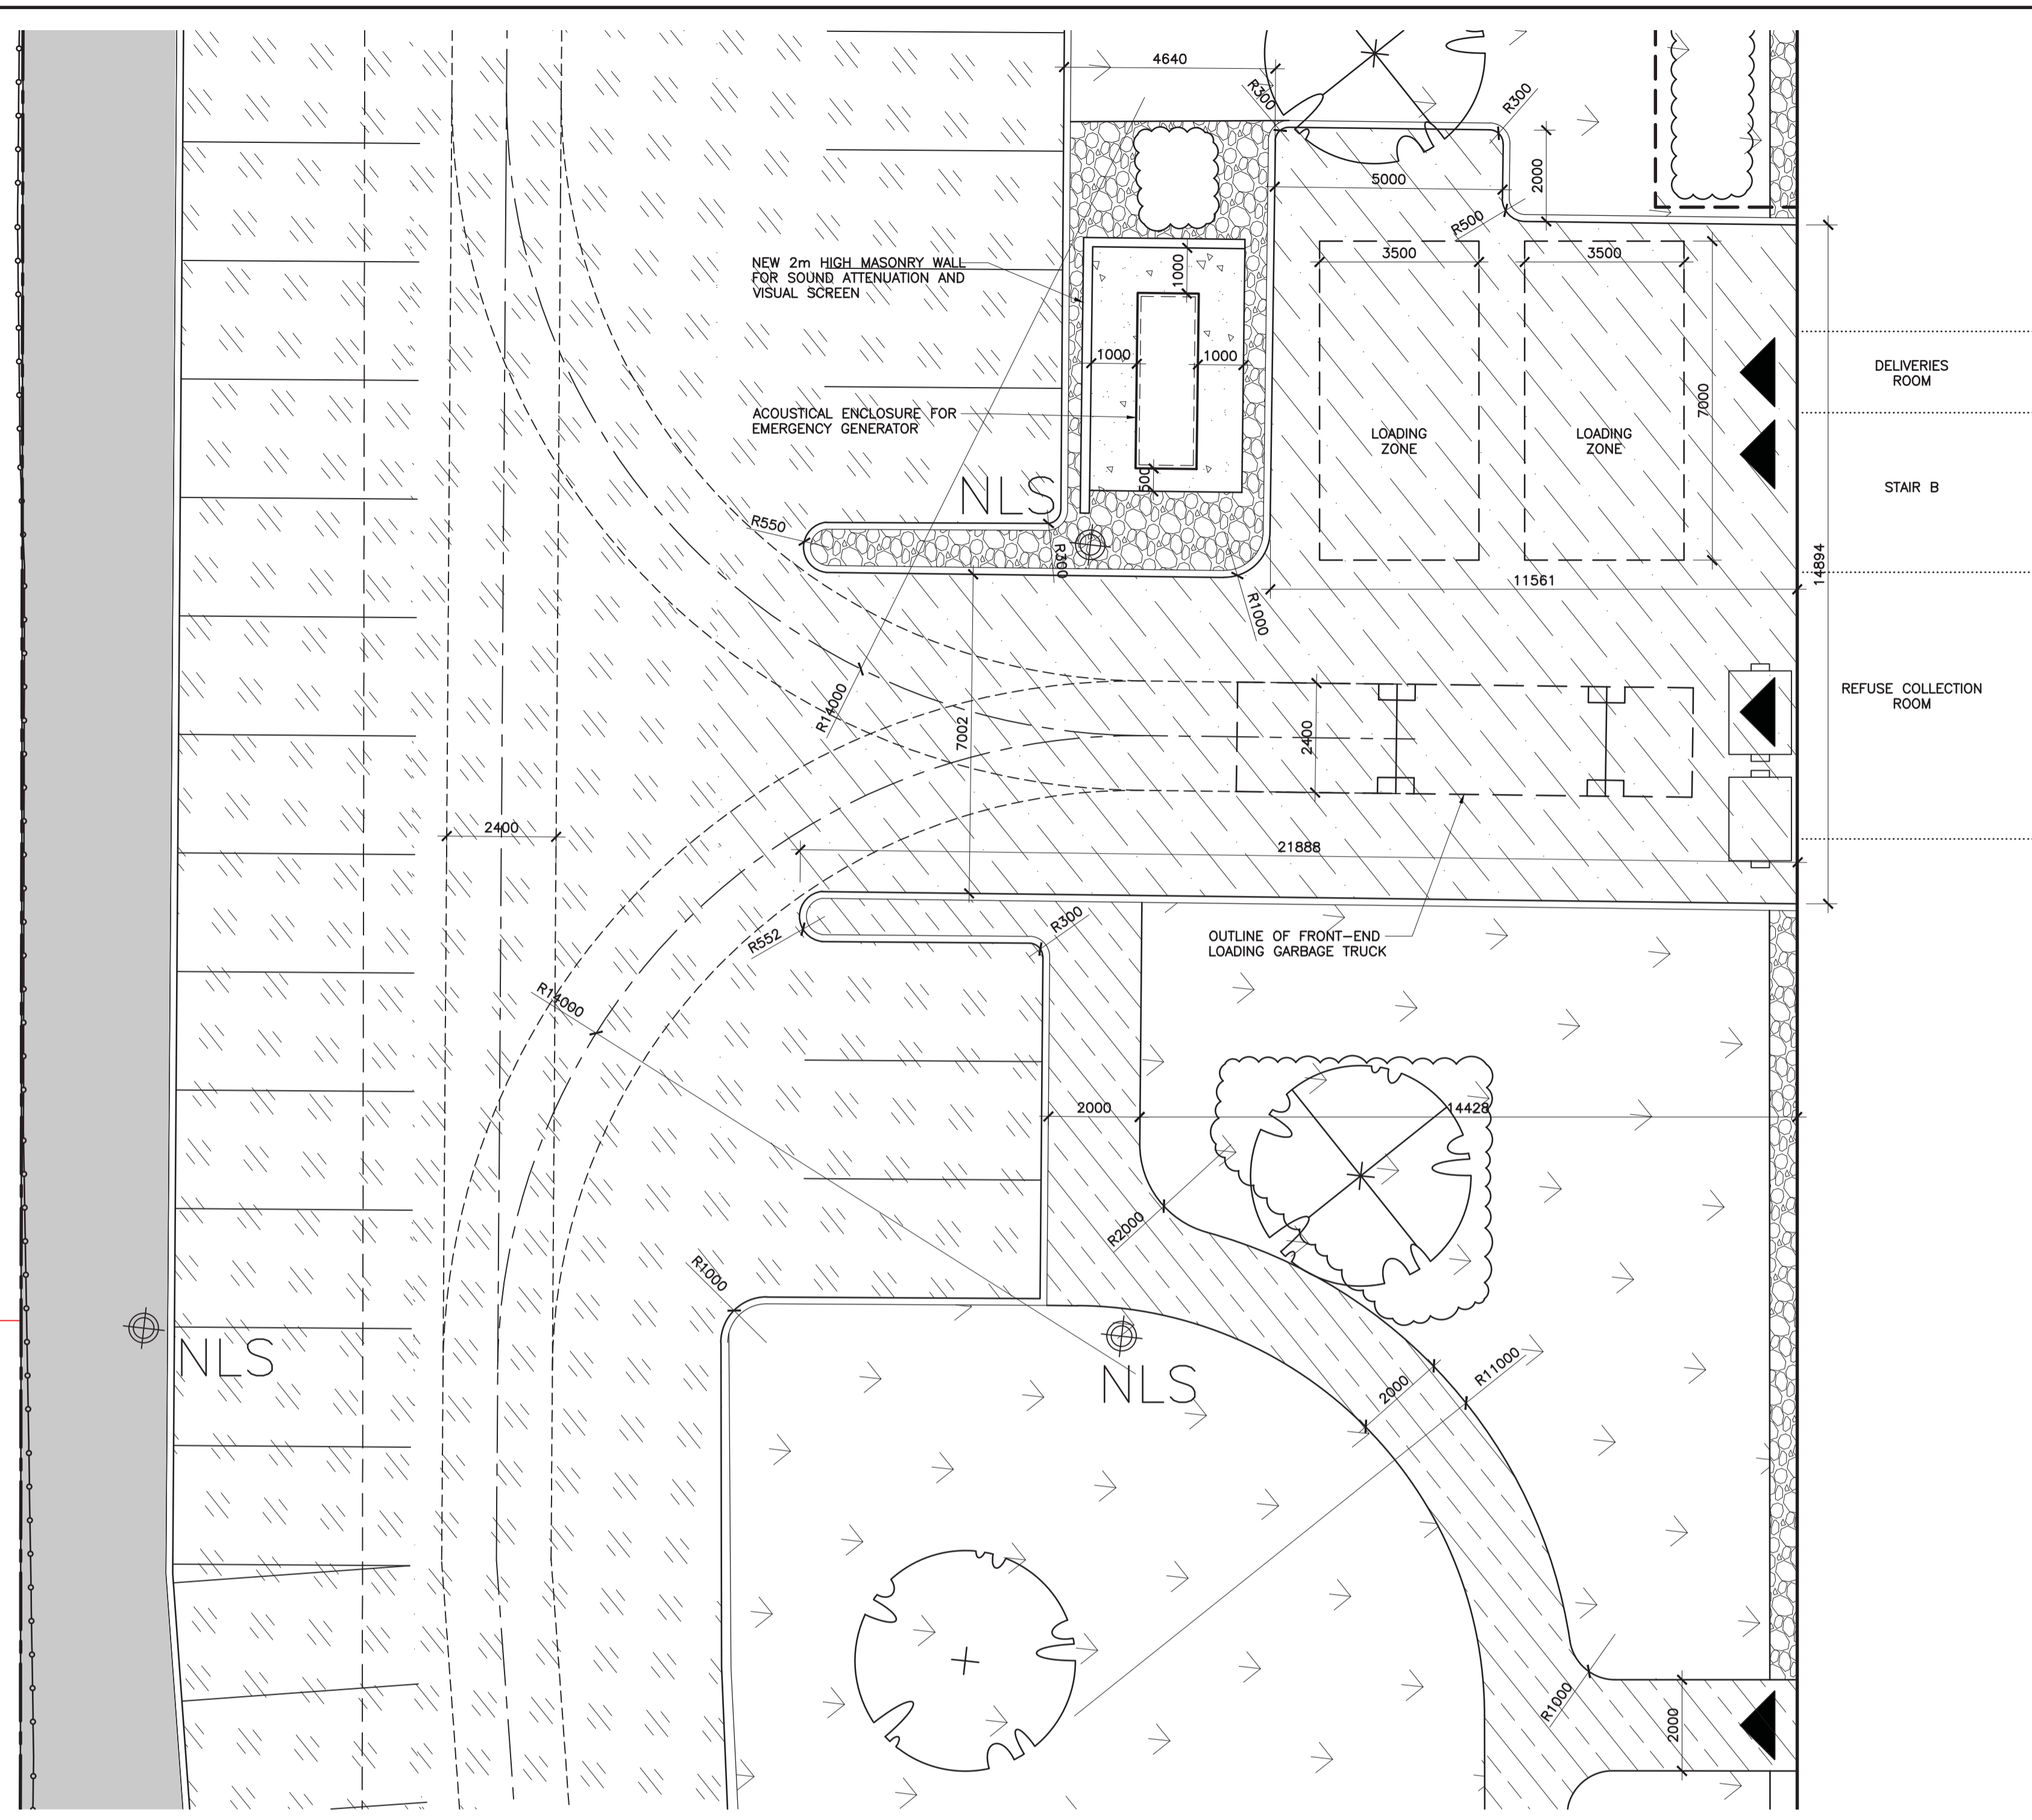 4640
R300
R300
5000
2000
R500
NEW 2m HIGH MASONRY WALL
FOR SOUND ATTENUATION AND
VISUAL SCREEN
1000
3500
3500
1000
1000
7000
DELIVERIES
ROOM
ACOUSTICAL ENCLOSURE FOR
EMERGENCY GENERATOR
LOADING
ZONE
LOADING
ZONE
500
STAIR B
NLS
R550
R300
11561
14894
R1000
R14000
7002
2400
REFUSE COLLECTION
ROOM
2400
21888
R552
R300
OUTLINE OF FRONT-END
LOADING GARBAGE TRUCK
R14000
2000
14428
R2000
R1000
NLS
NLS
2000
R11000
R1000
2000